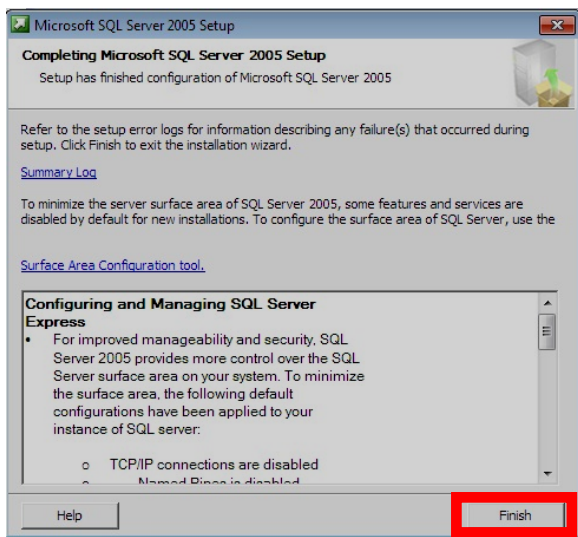 Microsoft SQL Server 2005 Setup
Completing Microsoft SQL Server 2005 Setup
Setup has finished configuration of Microsoft SQL Server 2005
Refer to the setup error logs for information describing any failure(s) that occurred during
setup. Click Finish to exit the installation wizard.
Summary Log
To minimize the server surface area of SQL Server 2005, some features and services are
disabled by default for new installations. To configure the surface area of SQL Server, use the
Surface Area Configuration tool.
Configuring and Managing SQL Server
Express
• For improved manageability and security, SQL
Server 2005 provides more control over the SQL
Server surface area on your system. To minimize
the surface area, the following default
configurations have been applied to your
instance of SQL server:
o TCP/IP connections are disabled
o Named Pipes is disabled
Help
Finish